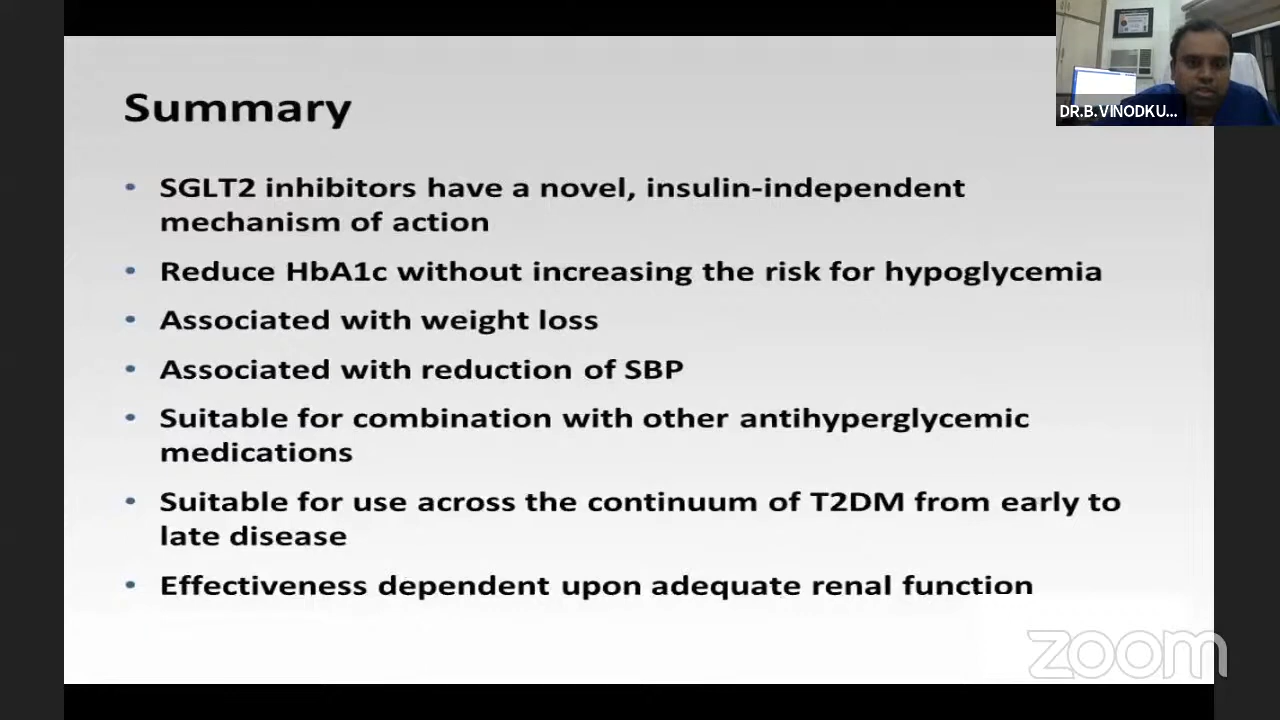 Summary
• SGLT2 inhibitors have a novel, insulin-independent
mechanism of action
• Reduce HbA1c without increasing the risk for hypoglycemia
• Associated with weight loss
• Associated with reduction of SBP
• Suitable for combination with other antihyperglycemic
medications
• Suitable for use across the continuum of T2DM from early to
late disease
• Effectiveness dependent upon adequate renal function
DR.B.VINODKU...
zoom